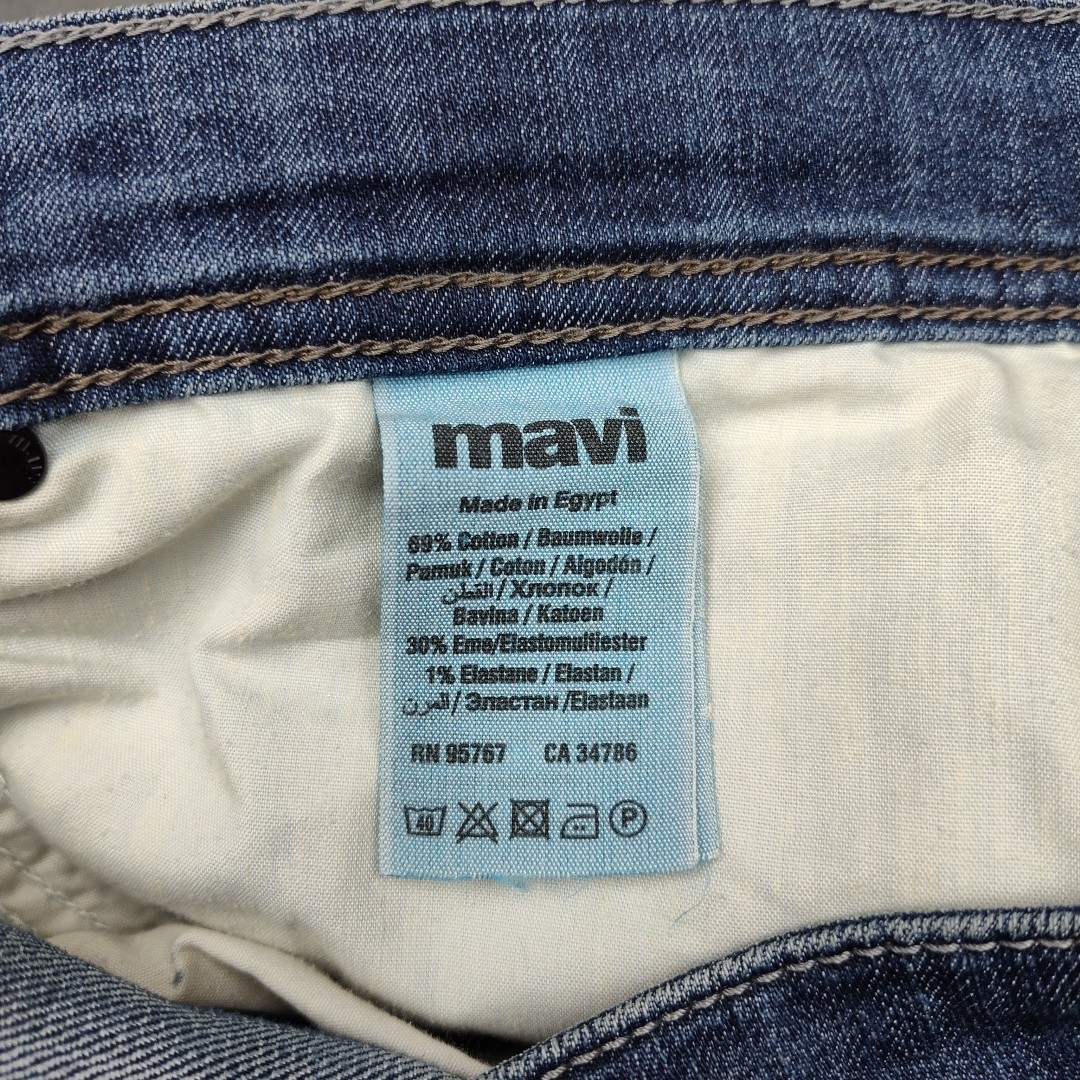 mavi
Made in Egypt
69% Cotton / Baumwolle /
Pamuk / Coton / Algodón /
القطن / Хлопок /
Bavlna / Katoen
30% Eme/Elastomultiester
1% Elastane / Elastan /
المرن / Эластан /Elastaan
RN 95767 CA 34786
40 P